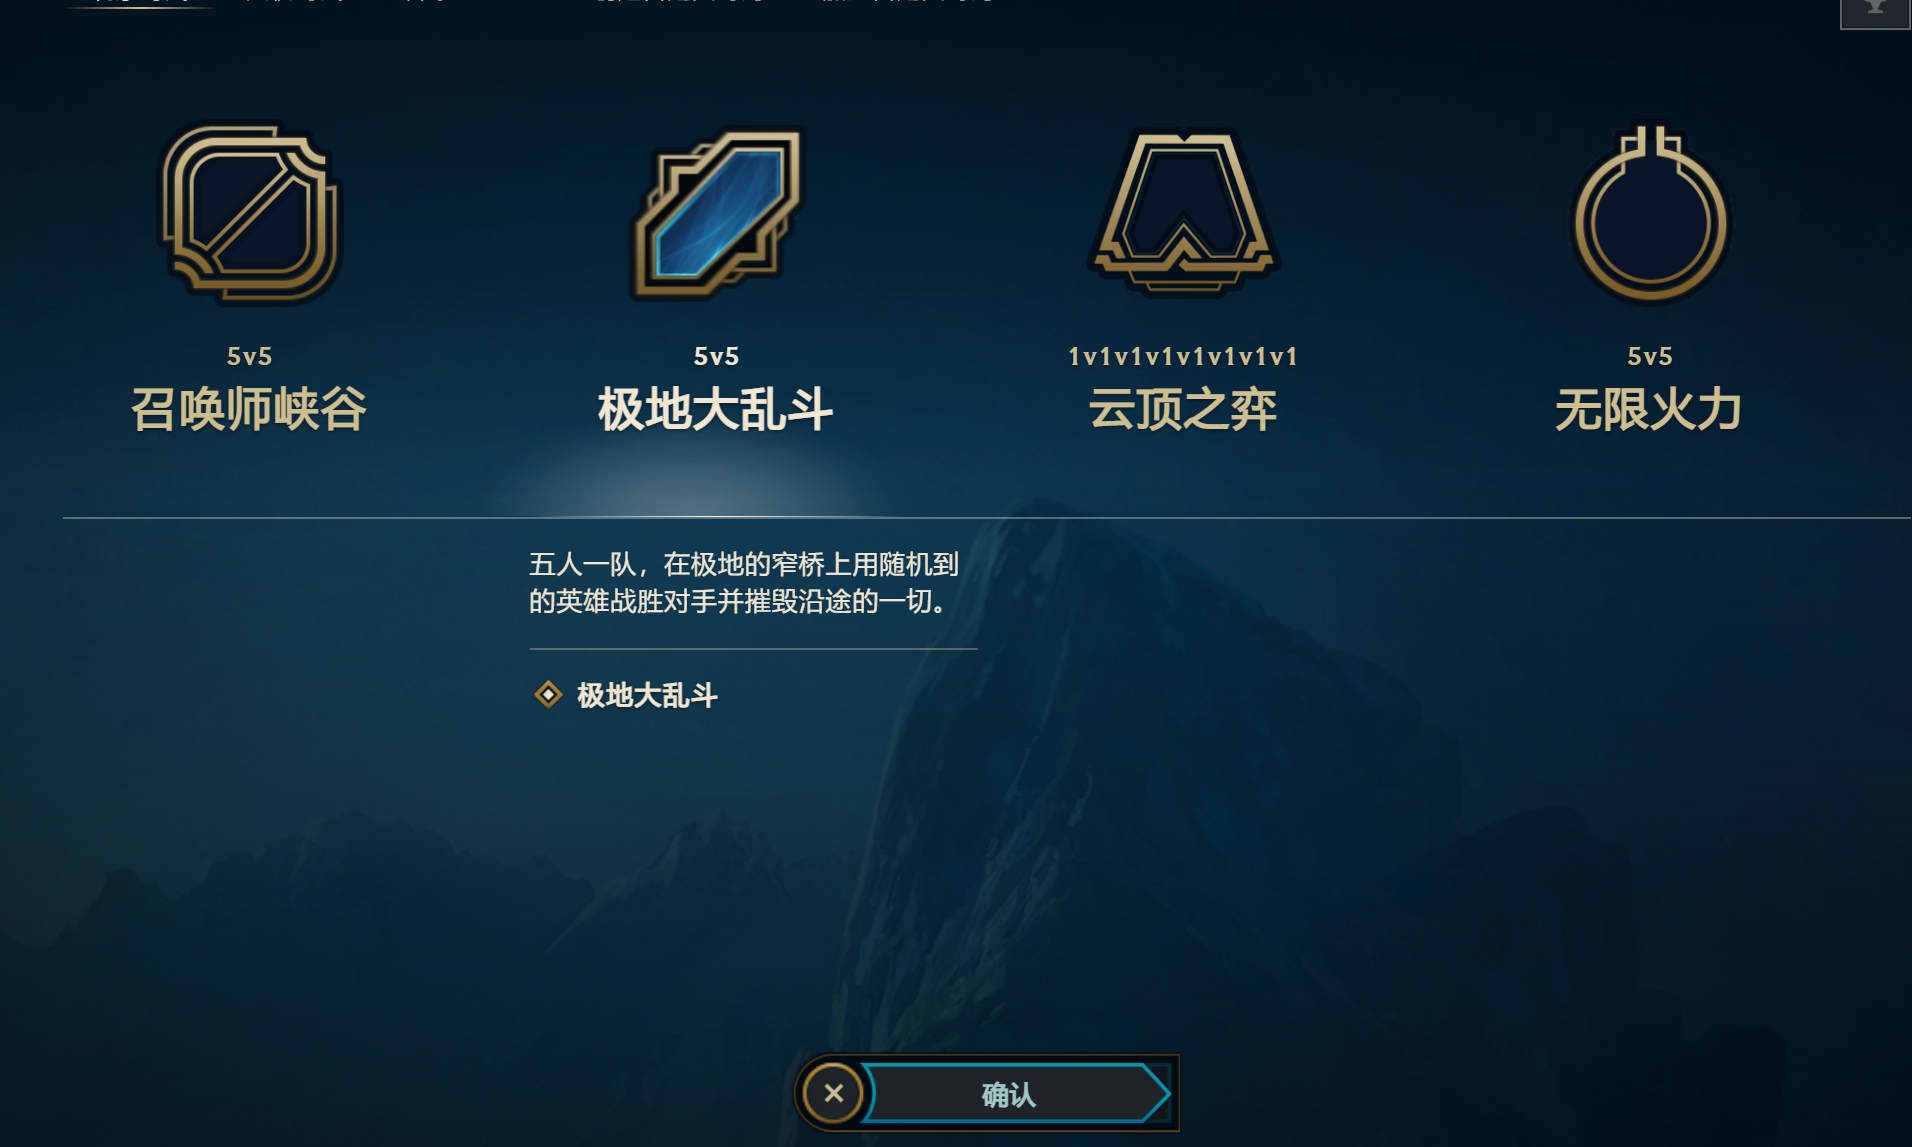 5v5
召唤师峡谷
5v5
极地大乱斗
1v1v1v1v1v1v1v1
云顶之弈
5v5
无限火力
五人一队，在极地的窄桥上用随机到
的英雄战胜对手并摧毁沿途的一切。
极地大乱斗
确认